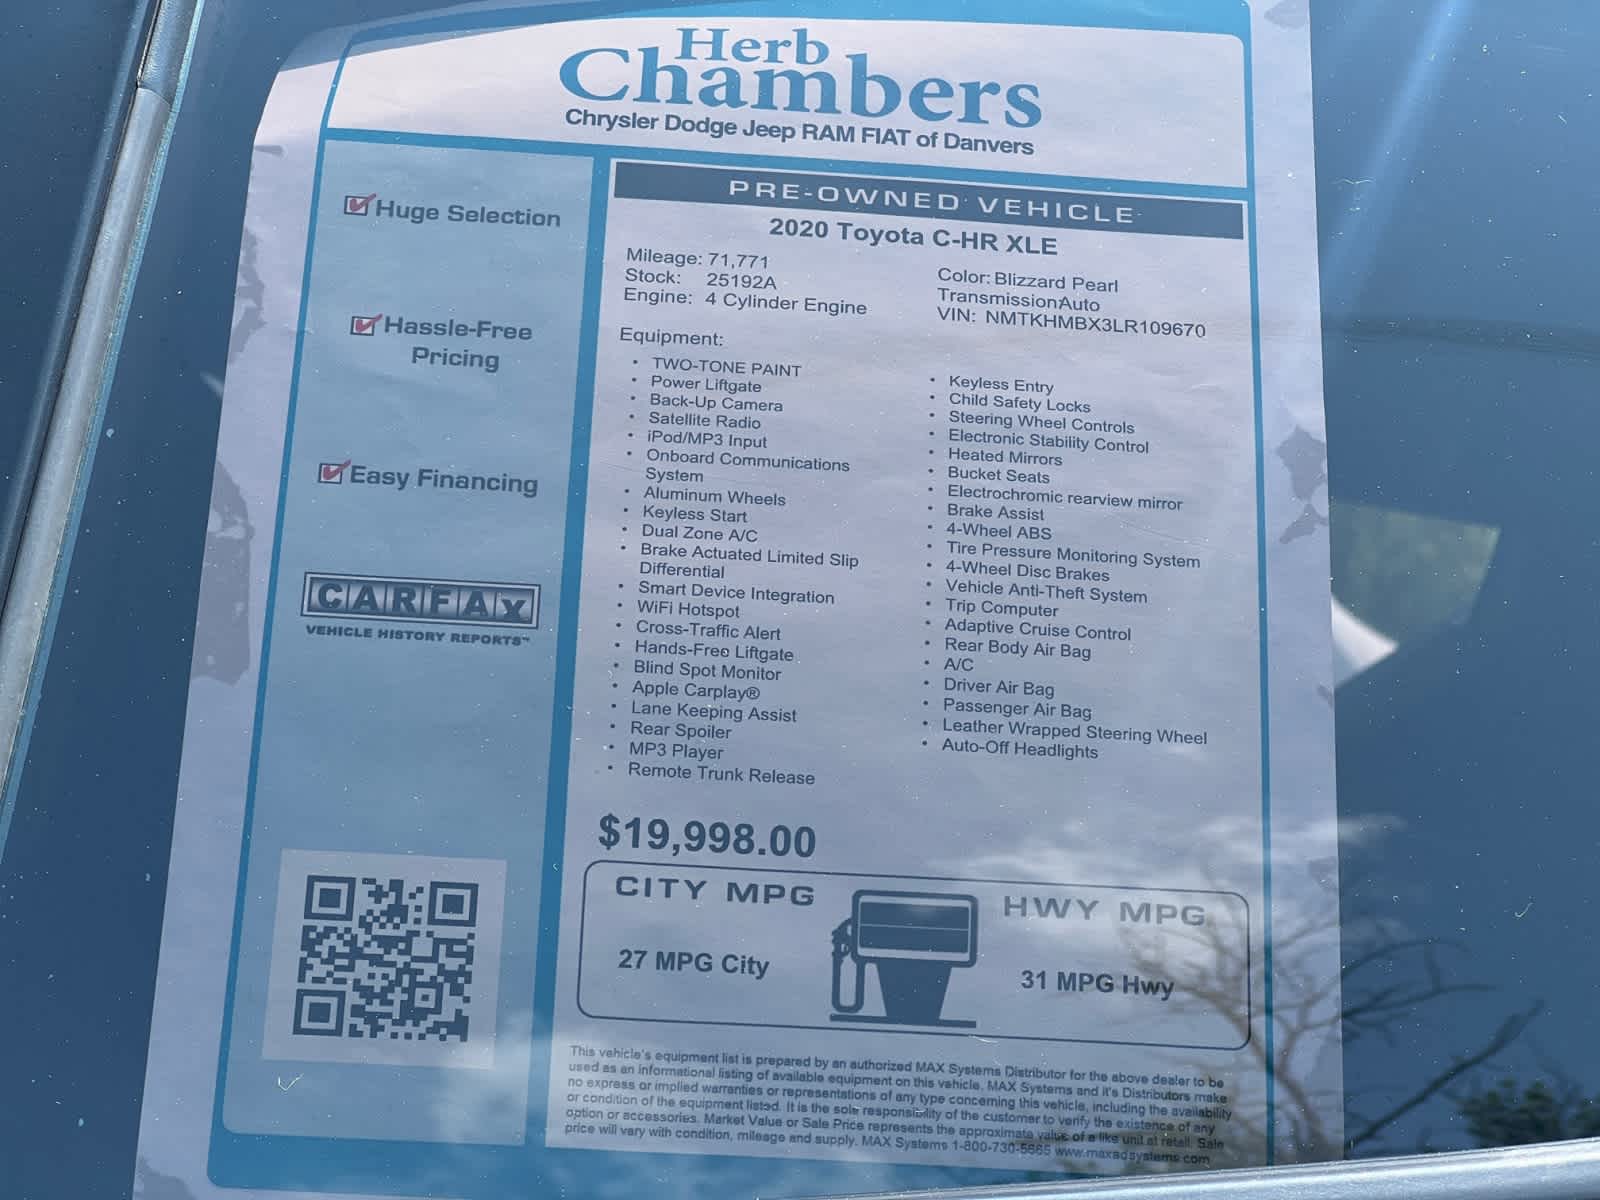 Herb
Chambers
Chrysler Dodge Jeep RAM FIAT of Danvers
Huge Selection
Hassle-Free
Pricing
Easy Financing
CARFAX
VEHICLE HISTORY REPORTS™
PRE-OWNED VEHICLE
2020 Toyota C-HR XLE
Mileage: 71,771
Stock: 25192A
Engine: 4 Cylinder Engine
Color: Blizzard Pearl
Transmission:Auto
VIN: NMTKHMBX3LR109670
Equipment:
• TWO-TONE PAINT
• Power Liftgate
• Back-Up Camera
• Satellite Radio
• iPod/MP3 Input
• Onboard Communications
System
• Aluminum Wheels
• Keyless Start
• Dual Zone A/C
• Brake Actuated Limited Slip
Differential
• Smart Device Integration
• WiFi Hotspot
• Cross-Traffic Alert
• Hands-Free Liftgate
• Blind Spot Monitor
• Apple Carplay®
• Lane Keeping Assist
• Rear Spoiler
• MP3 Player
• Remote Trunk Release
• Keyless Entry
• Child Safety Locks
• Steering Wheel Controls
• Electronic Stability Control
• Heated Mirrors
• Bucket Seats
• Electrochromic rearview mirror
• Brake Assist
• 4-Wheel ABS
• Tire Pressure Monitoring System
• 4-Wheel Disc Brakes
• Vehicle Anti-Theft System
• Trip Computer
• Adaptive Cruise Control
• Rear Body Air Bag
• A/C
• Driver Air Bag
• Passenger Air Bag
• Leather Wrapped Steering Wheel
• Auto-Off Headlights
$19,998.00
CITY MPG
27 MPG City
HWY MPG
31 MPG Hwy
This vehicle's equipment list is prepared by an authorized MAX Systems Distributor for the above dealer to be
used as an informational listing of available equipment on this vehicle. MAX Systems and it's Distributors make
no express or implied warranties or representations of any type concerning this vehicle, including the availability
or condition of the equipment listed. It is the sole responsibility of the customer to verify the existence of any
option or accessories. Market Value or Sale Price represents the approximate value of a like unit at retail. Sale
price will vary with condition, mileage and supply. MAX Systems 1-800-730-5665 www.maxadsystems.com